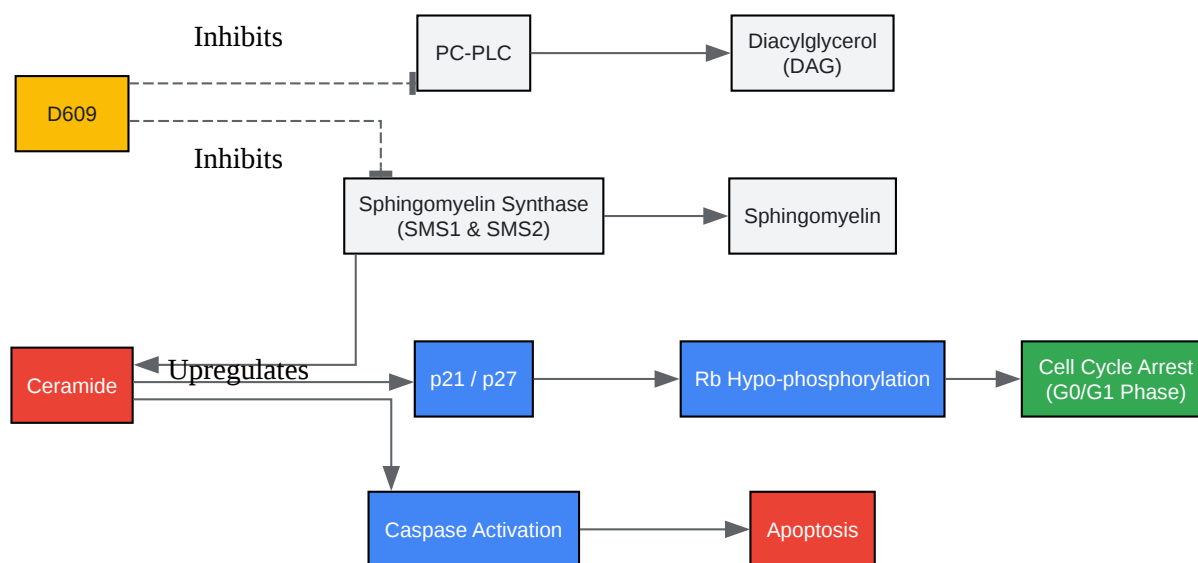 Inhibits
PC-PLC
Diacylglycerol
(DAG)
D609
Inhibits
Sphingomyelin Synthase
(SMS1 & SMS2)
Sphingomyelin
Ceramide
Upregulates
p21 / p27
Rb Hypo-phosphorylation
Cell Cycle Arrest
(G0/G1 Phase)
Caspase Activation
Apoptosis